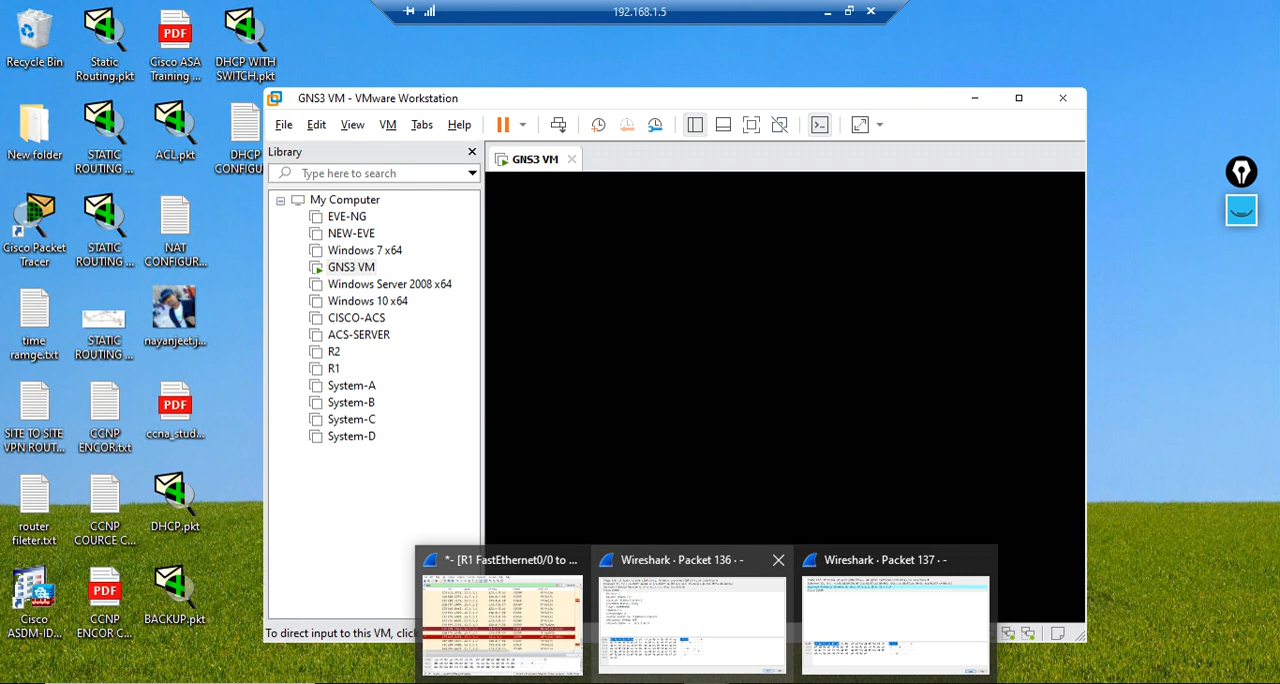 192.168.1.5
Recycle Bin
Static
Routing.pkt
PDF
Cisco ASA
Training ...
DHCP WITH
SWITCH.pkt
New folder
STATIC
ROUTING ...
ACL.pkt
DHCP
CONFIGU
Cisco Packet
Tracer
STATIC
ROUTING ...
NAT
CONFIGUR...
time
ramge.txt
STATIC
ROUTING ...
nayanjeet.j...
SITE TO SITE
VPN ROUT...
CCNP
ENCOR.txt
PDF
ccna_stud...
router
fileter.txt
CCNP
COURCE C...
DHCP.pkt
Cisco
ASDM-ID...
PDF
CCNP
ENCOR C...
BACKUP.pkt
GNS3 VM - VMware Workstation
File Edit View VM Tabs Help
Library
Type here to search
My Computer
EVE-NG
NEW-EVE
Windows 7 x64
GNS3 VM
Windows Server 2008 x64
Windows 10 x64
CISCO-ACS
ACS-SERVER
R2
R1
System-A
System-B
System-C
System-D
GNS3 VM
To direct input to this VM, click
*- [R1 FastEthernet0/0 to ...
Wireshark · Packet 136 · -
Wireshark · Packet 137 · -